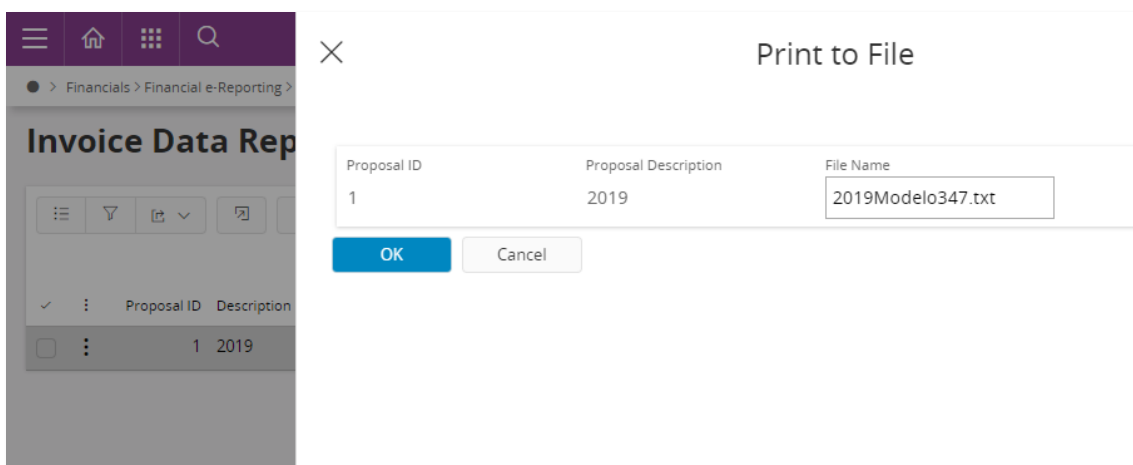 Print to File
Financials > Financial e-Reporting >
Invoice Data Rep
Proposal ID Proposal Description File Name
1 2019 2019Modelo347.txt
OK Cancel
Proposal ID Description
1 2019